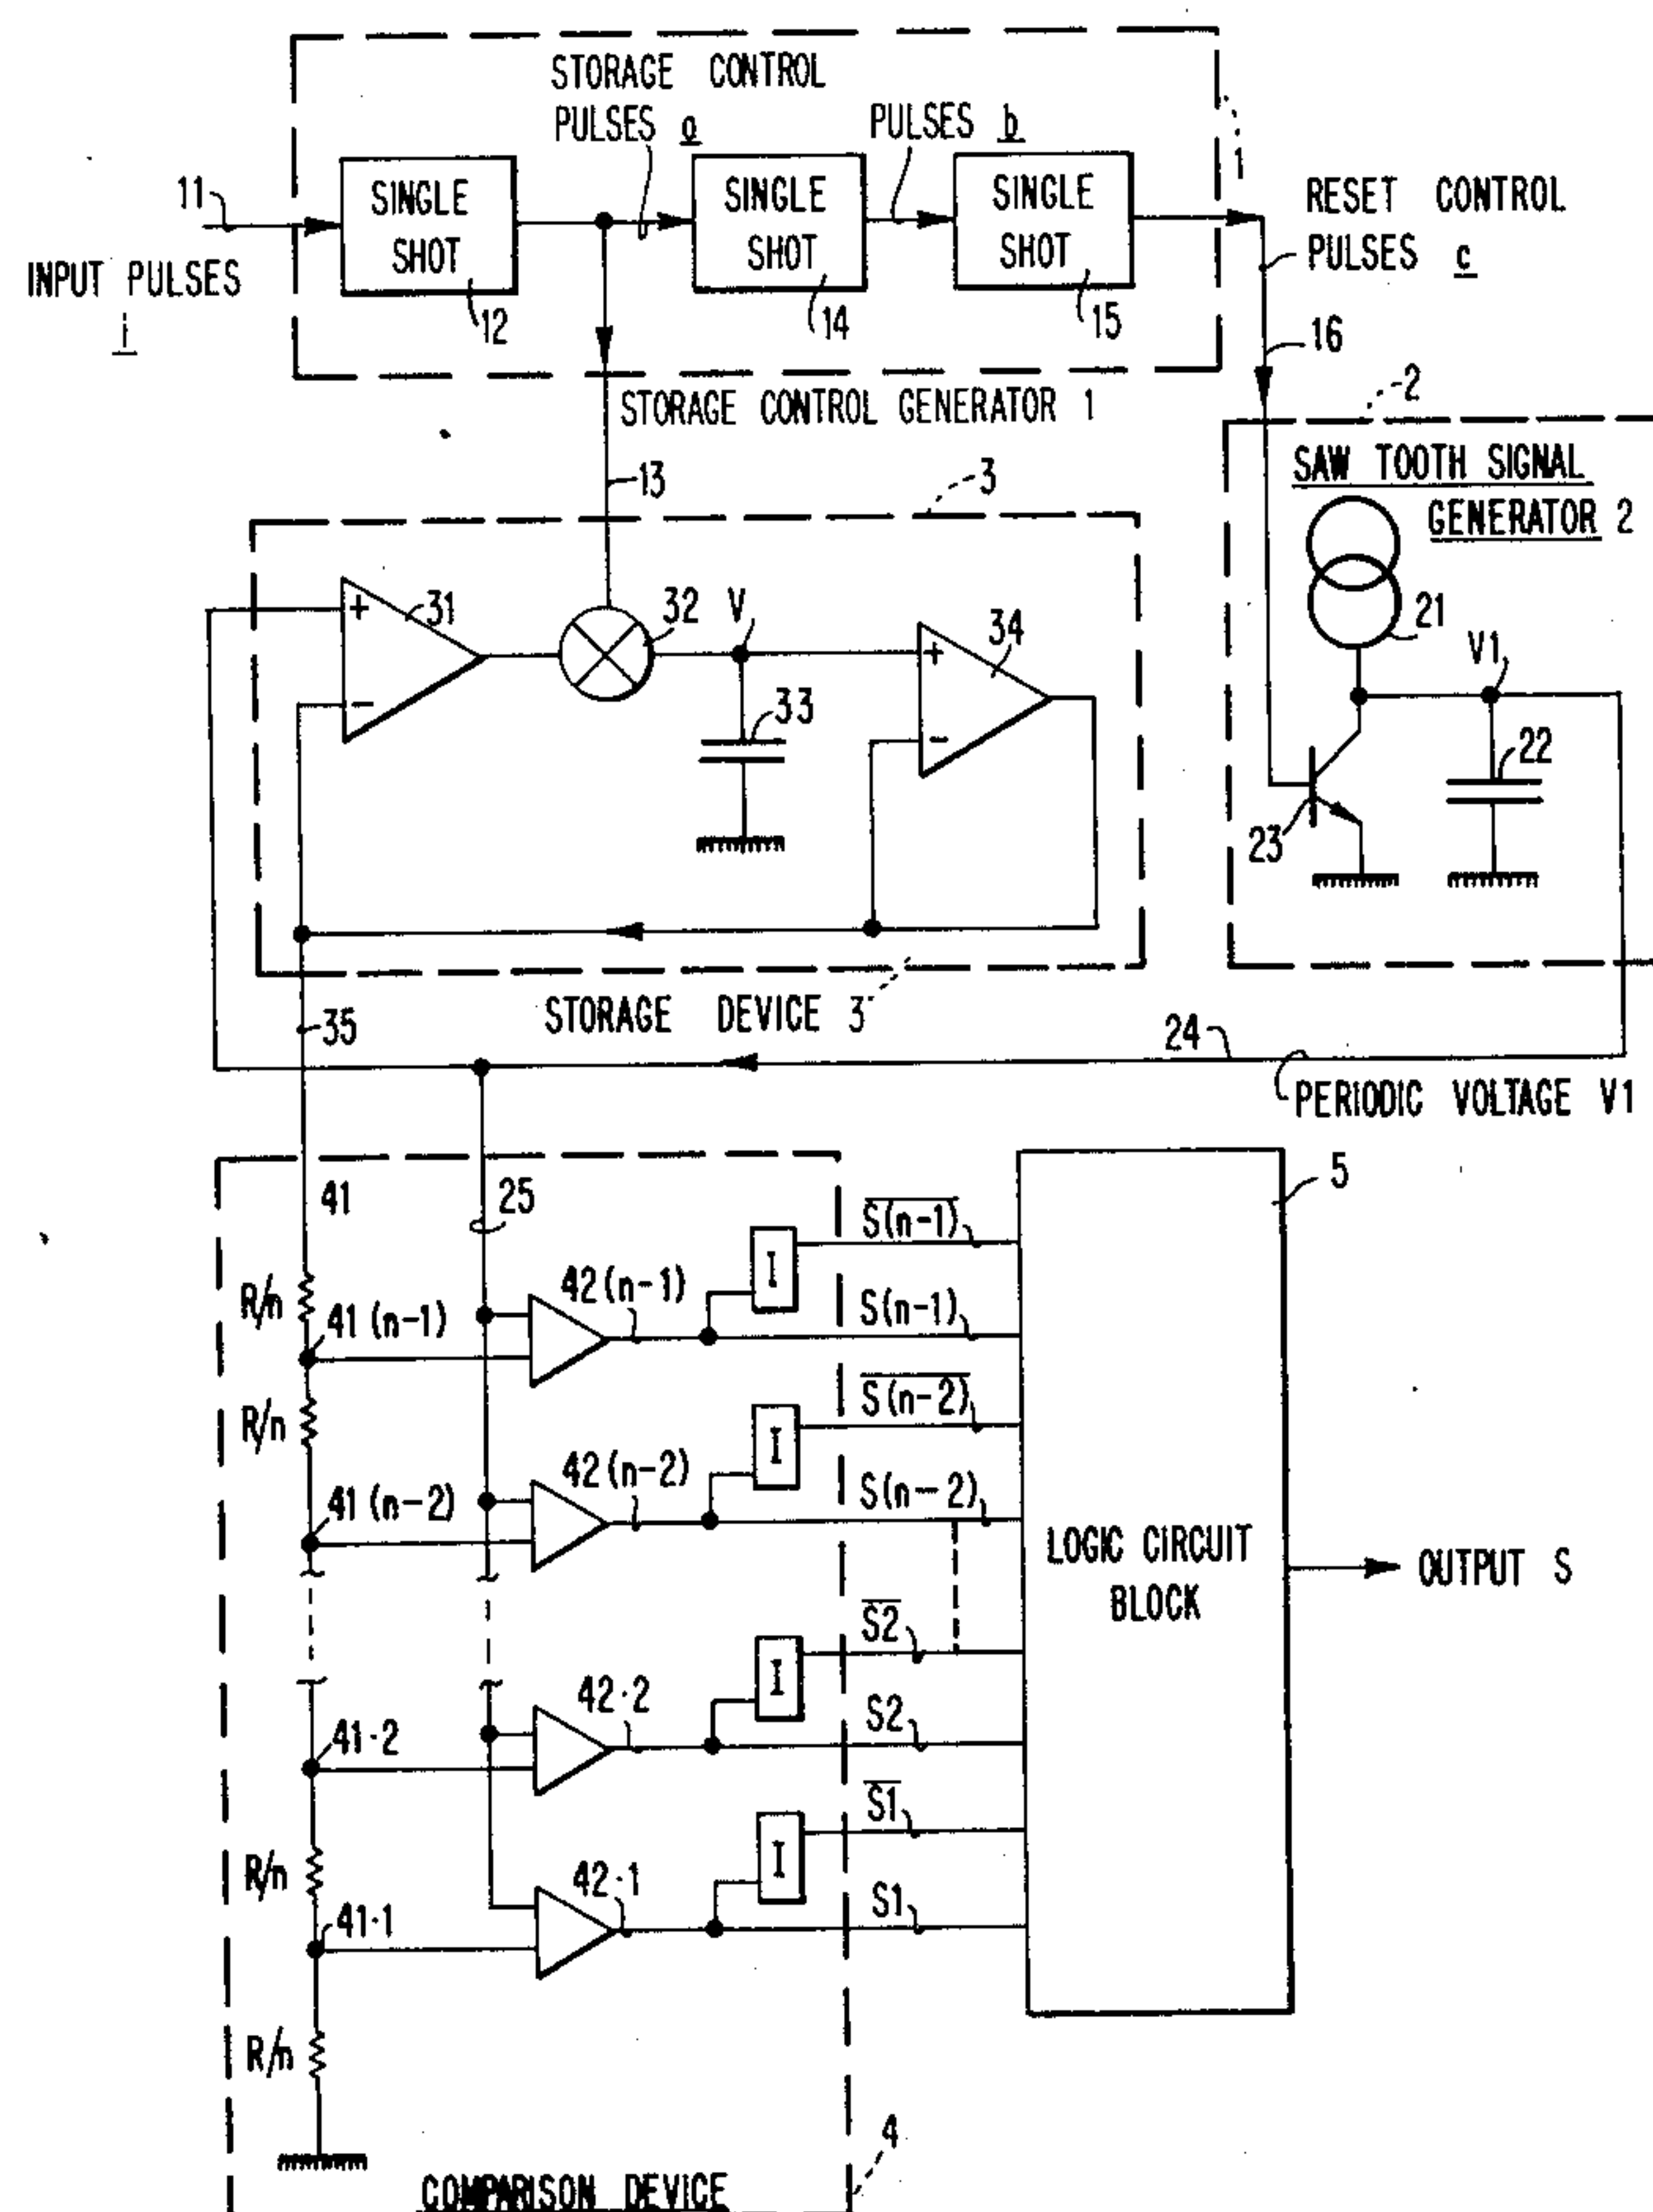 STORAGE CONTROL
PULSES a
PULSES b
1
11
SINGLE
SHOT
SINGLE
SHOT
SINGLE
SHOT
RESET CONTROL
PULSES c
INPUT PULSES
i
12
14
15
16
STORAGE CONTROL GENERATOR 1
2
13
3
SAW TOOTH SIGNAL
GENERATOR 2
+
31
32
V
+
34
21
V1
-
33
-
22
23
STORAGE DEVICE 3
35
24
PERIODIC VOLTAGE V1
41
25
5
R/n
41 (n-1)
42(n-1)
I
S̅(̅n̅-̅1̅)̅
S(n-1)
R/n
41 (n-2)
42(n-2)
I
S̅(̅n̅-̅2̅)̅
S(n-2)
LOGIC CIRCUIT
BLOCK
OUTPUT S
41·2
42·2
I
S̅2̅
S2
R/n
41·1
42·1
I
S̅1̅
S1
R/n
4
COMPARISON DEVICE